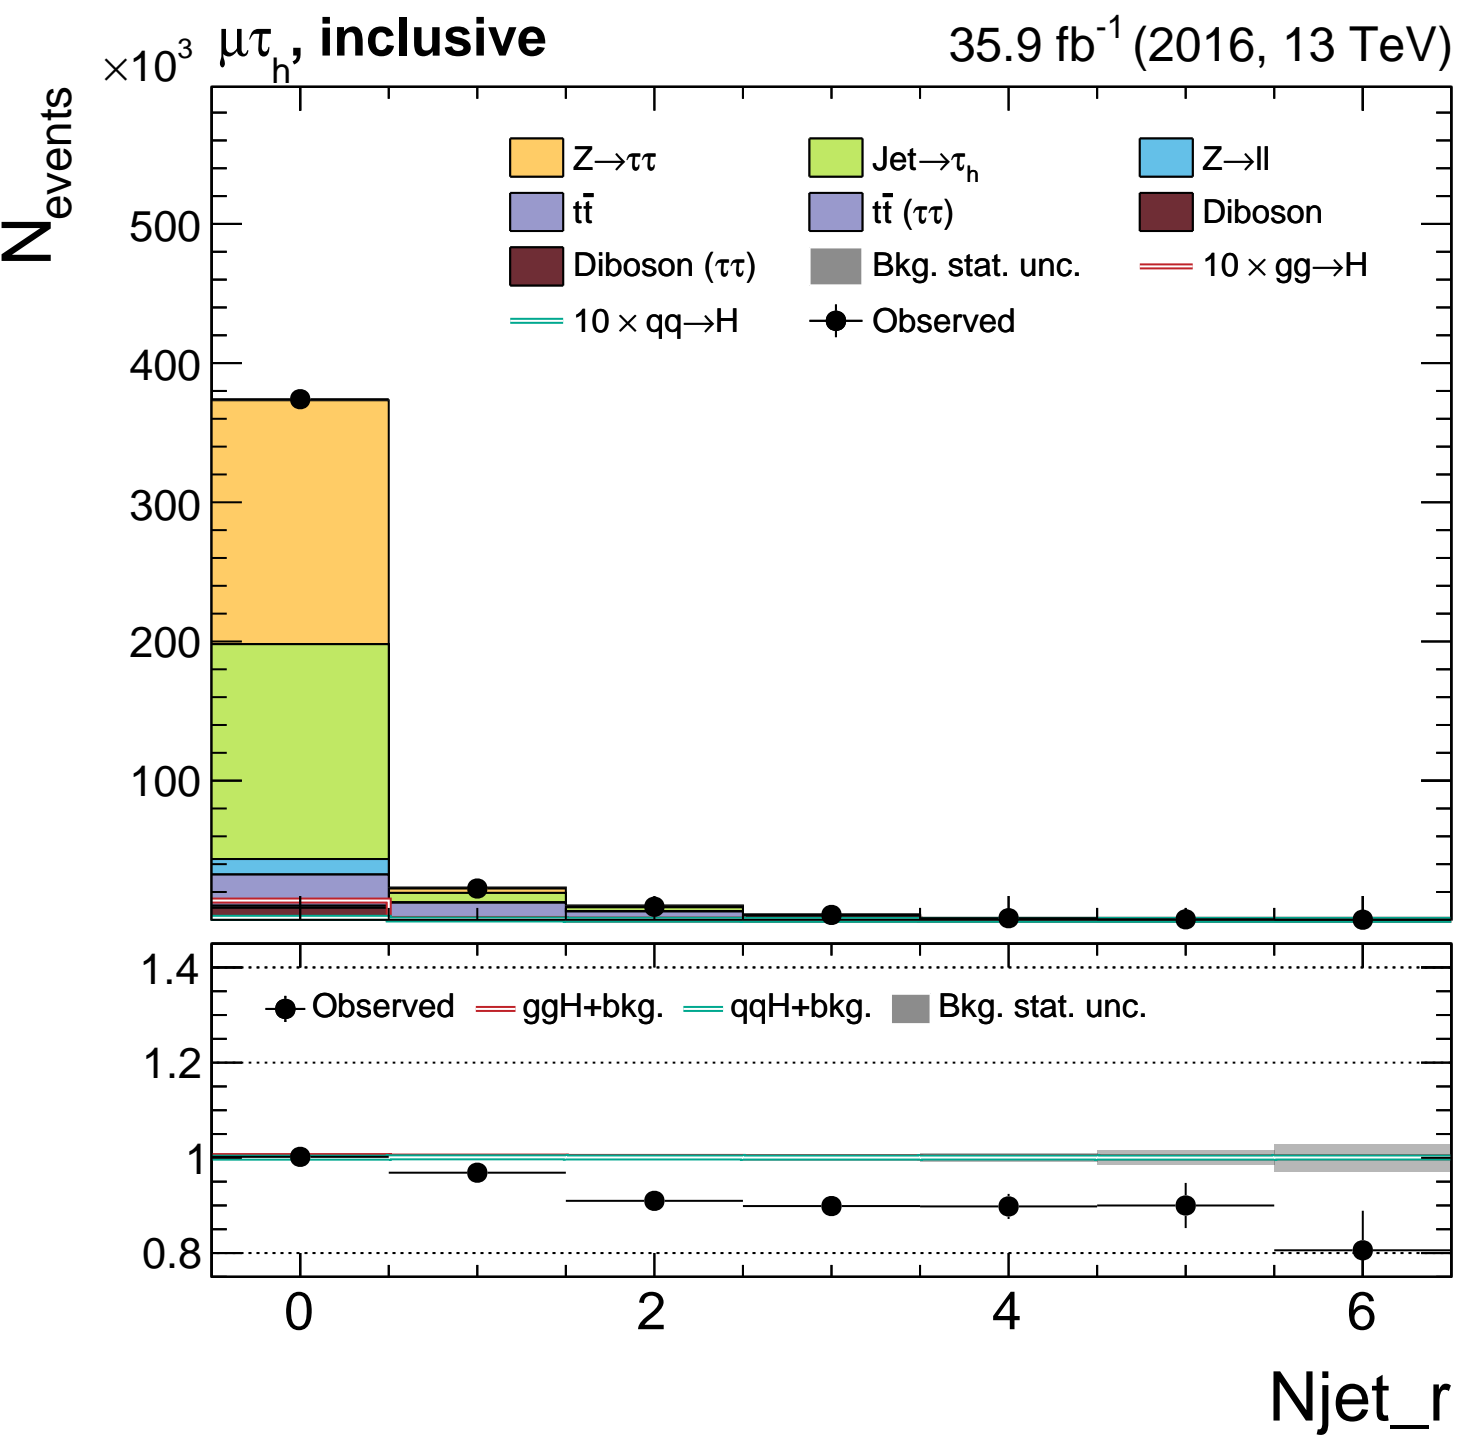 μτh, inclusive 35.9 fb-1 (2016, 13 TeV)
×10³
Nevents
Z→ττ Jet→τh Z→ll
tt̄ tt̄ (ττ) Diboson
Diboson (ττ) Bkg. stat. unc. 10 × gg→H
10 × qq→H Observed
500
400
300
200
100
1.4
Observed ggH+bkg. qqH+bkg. Bkg. stat. unc.
1.2
1
0.8
0 2 4 6
Njet_r